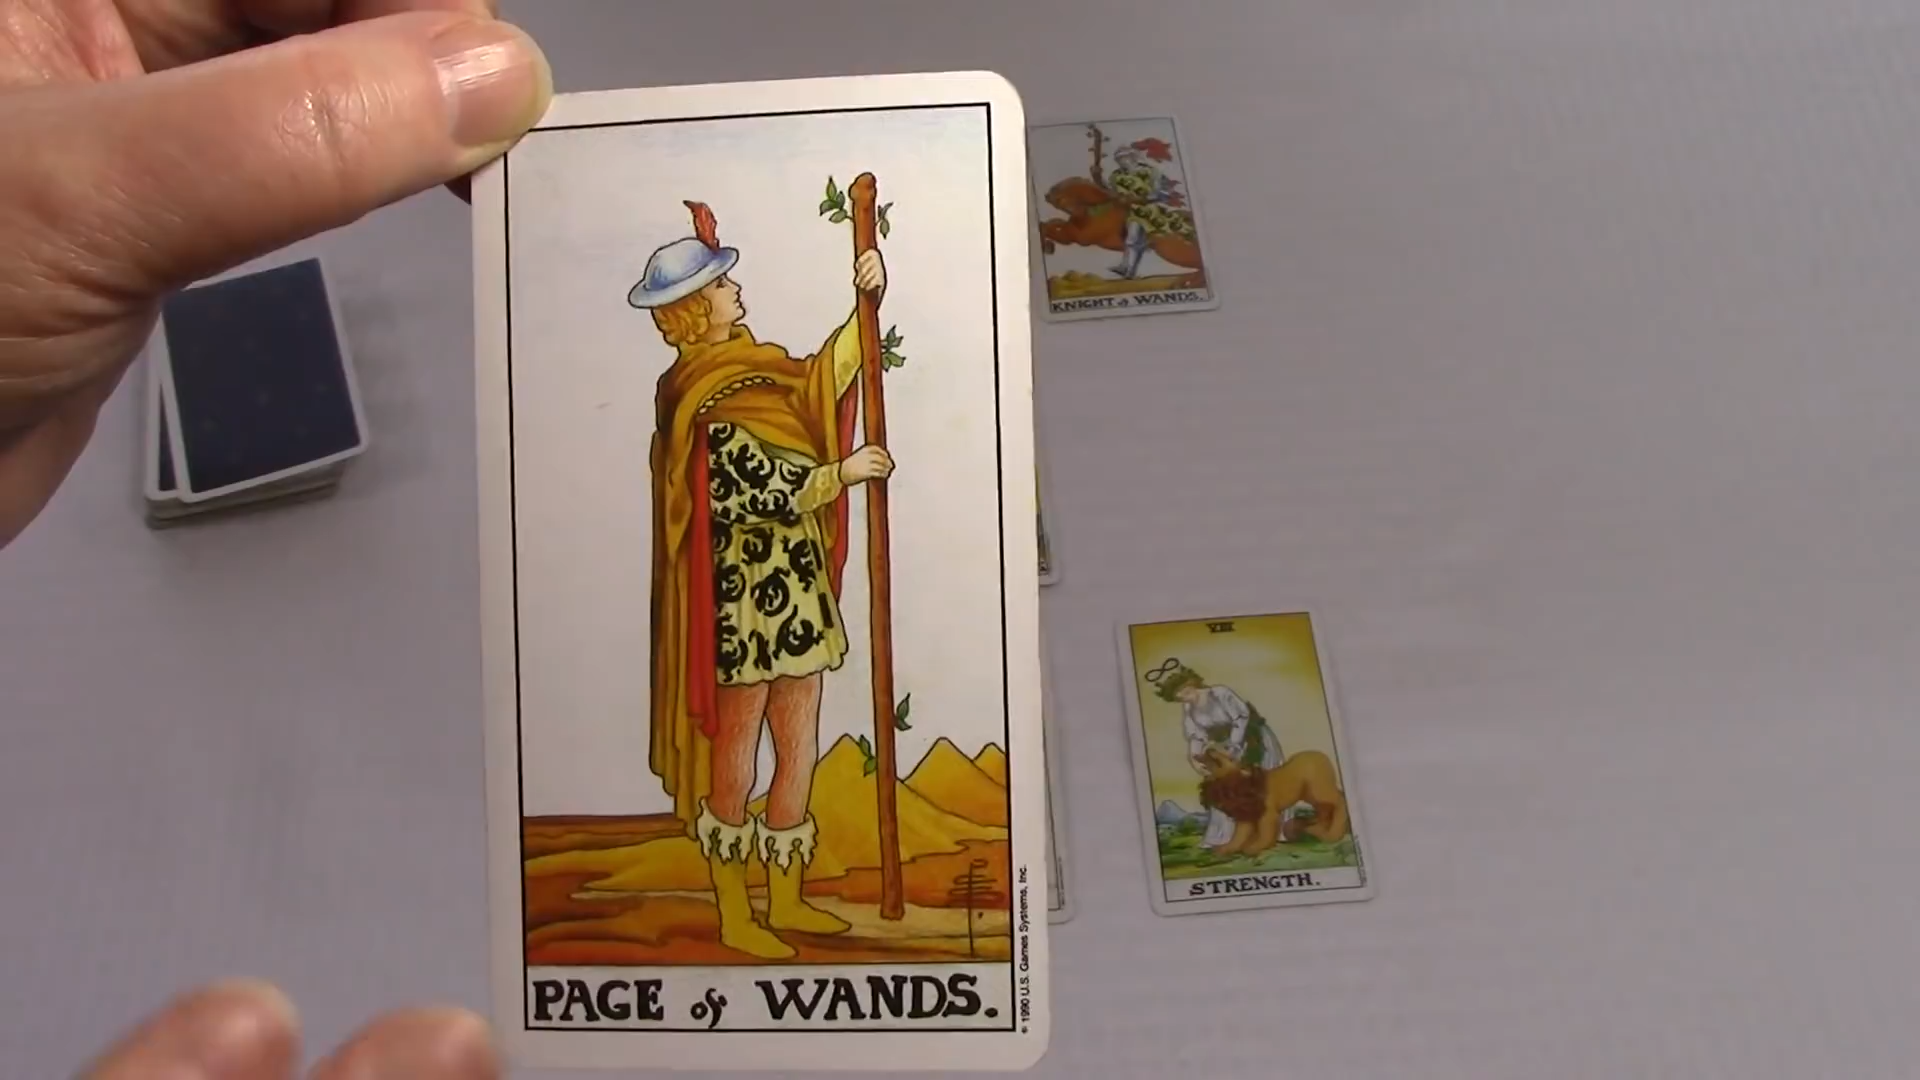 PAGE of WANDS.
© 1990 U.S. Games Systems, Inc.
KNIGHT of WANDS.
VIII
STRENGTH.